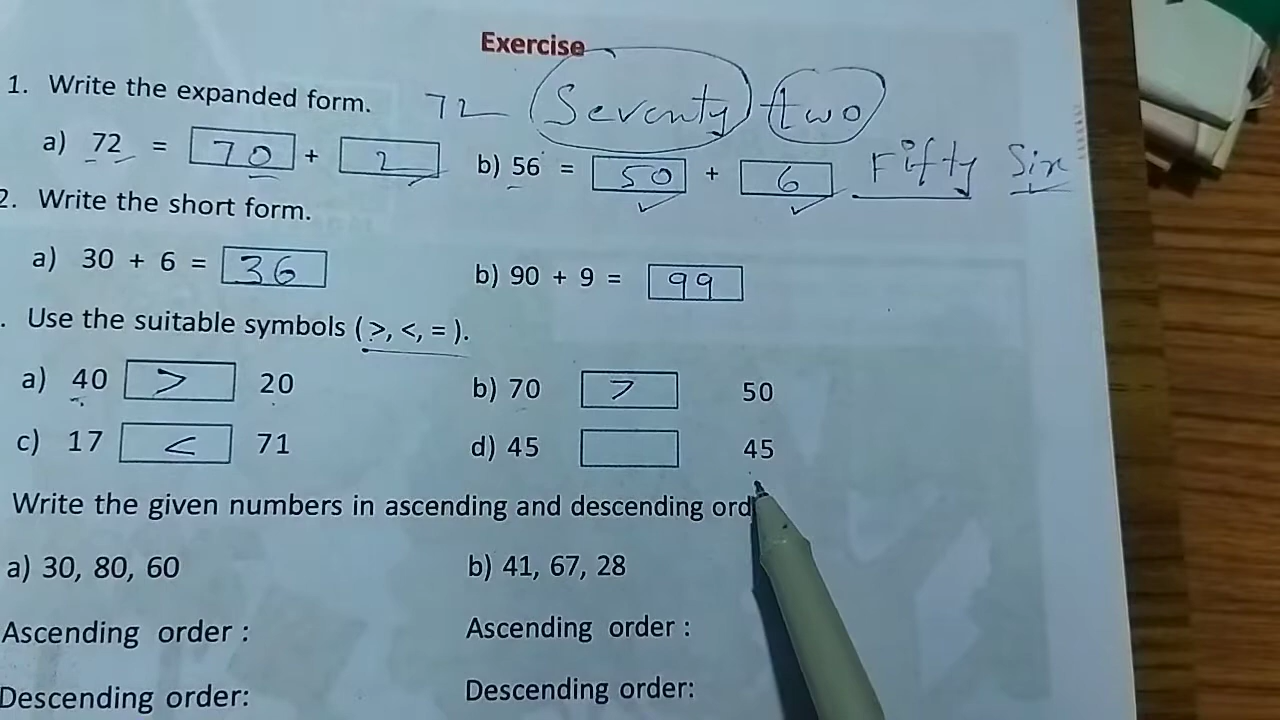 Exercise
1. Write the expanded form. 72 Seventy two
a) 72 = 70 + 2 b) 56 = 50 + 6 Fifty Six
2. Write the short form.
a) 30 + 6 = 36 b) 90 + 9 = 99
. Use the suitable symbols (>, <, = ).
a) 40 > 20 b) 70 > 50
c) 17 < 71 d) 45 45
Write the given numbers in ascending and descending ord
a) 30, 80, 60 b) 41, 67, 28
Ascending order : Ascending order :
Descending order: Descending order: